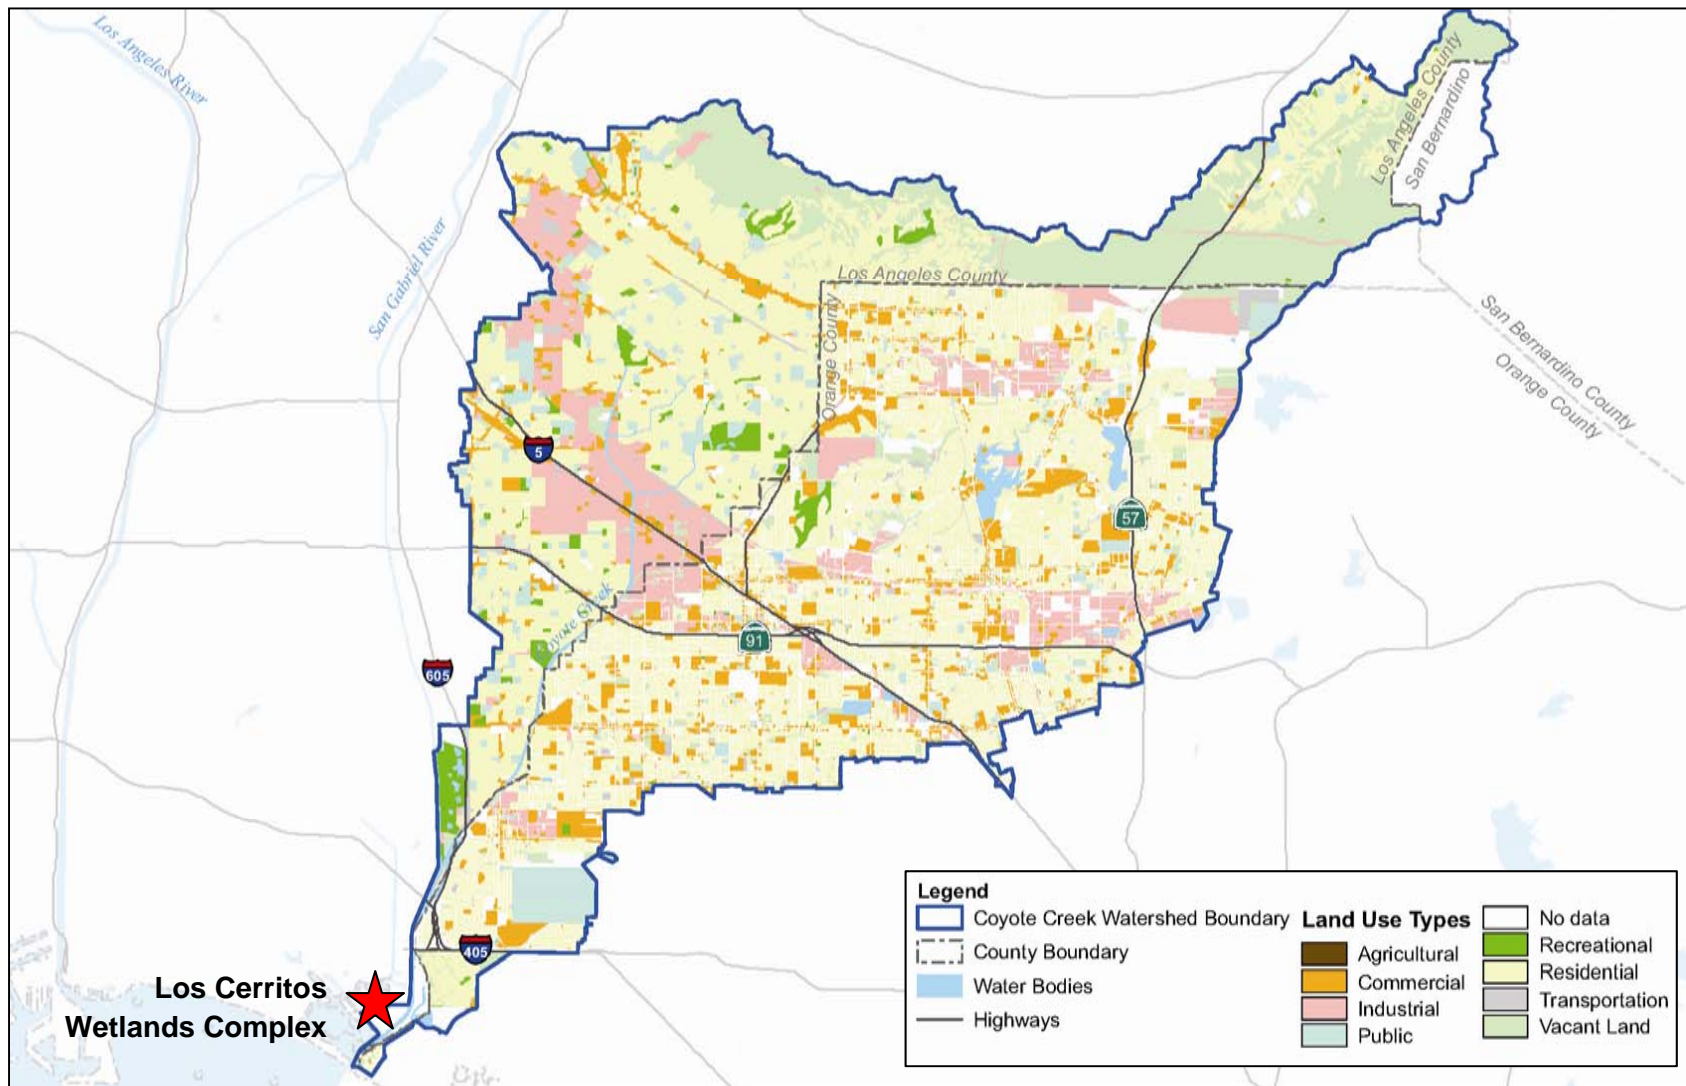 Los Angeles River
San Gabriel River
Los Angeles County
San Bernardino
Los Angeles County
Orange County
San Bernardino County
Orange County
5
57
Coyote Creek
91
605
405
Los Cerritos
Wetlands Complex
Legend
Coyote Creek Watershed Boundary
County Boundary
Water Bodies
Highways
Land Use Types
Agricultural
Commercial
Industrial
Public
No data
Recreational
Residential
Transportation
Vacant Land